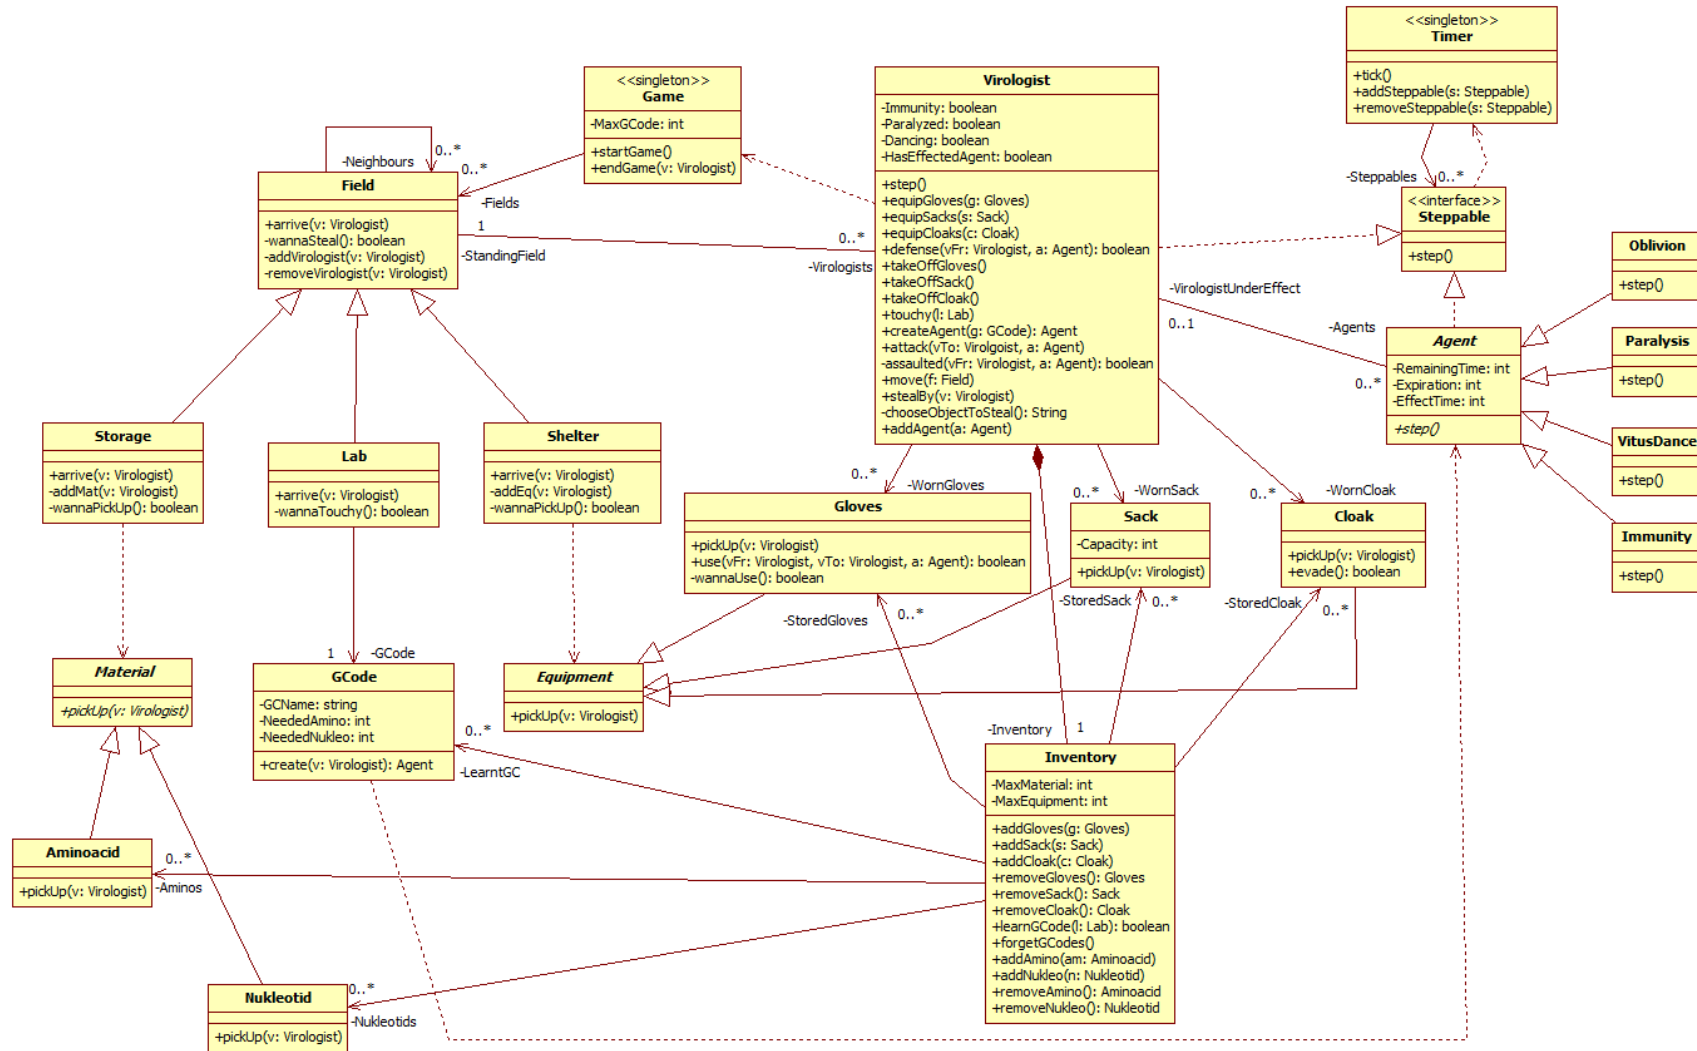 <<singleton>>
Timer
+tick()
+addSteppable(s: Steppable)
+removeSteppable(s: Steppable)
<<singleton>>
Game
-MaxGCode: int
+startGame()
+endGame(v: Virologist)
Virologist
-Immunity: boolean
-Paralyzed: boolean
-Dancing: boolean
-HasEffectedAgent: boolean
+step()
+equipGloves(g: Gloves)
+equipSacks(s: Sack)
+equipCloaks(c: Cloak)
+defense(vFr: Virologist, a: Agent): boolean
+takeOffGloves()
+takeOffSack()
+takeOffCloak()
+touchy(l: Lab)
+createAgent(g: GCode): Agent
+attack(vTo: Virolgoist, a: Agent)
-assaulted(vFr: Virologist, a: Agent): boolean
+move(f: Field)
+stealBy(v: Virologist)
-chooseObjectToSteal(): String
+addAgent(a: Agent)
-Neighbours
0..*
0..*
-Fields
Field
+arrive(v: Virologist)
-wannaSteal(): boolean
-addVirologist(v: Virologist)
-removeVirologist(v: Virologist)
1
-StandingField
0..*
-Virologists
-Steppables
0..*
<<interface>>
Steppable
+step()
-VirologistUnderEffect
0..1
-Agents
0..*
Agent
-RemainingTime: int
-Expiration: int
-EffectTime: int
+step()
Oblivion
+step()
Paralysis
+step()
VitusDance
+step()
Immunity
+step()
Storage
+arrive(v: Virologist)
-addMat(v: Virologist)
-wannaPickUp(): boolean
Lab
+arrive(v: Virologist)
-wannaTouchy(): boolean
Shelter
+arrive(v: Virologist)
-addEq(v: Virologist)
-wannaPickUp(): boolean
0..*
-WornGloves
Gloves
+pickUp(v: Virologist)
+use(vFr: Virologist, vTo: Virologist, a: Agent): boolean
-wannaUse(): boolean
0..*
-WornSack
Sack
-Capacity: int
+pickUp(v: Virologist)
0..*
-WornCloak
Cloak
+pickUp(v: Virologist)
+evade(): boolean
-StoredGloves
0..*
-StoredSack
0..*
-StoredCloak
0..*
Material
+pickUp(v: Virologist)
1
-GCode
GCode
-GCName: string
-NeededAmino: int
-NeededNukleo: int
+create(v: Virologist): Agent
Equipment
+pickUp(v: Virologist)
0..*
-LearntGC
-Inventory
1
Inventory
-MaxMaterial: int
-MaxEquipment: int
+addGloves(g: Gloves)
+addSack(s: Sack)
+addCloak(c: Cloak)
+removeGloves(): Gloves
+removeSack(): Sack
+removeCloak(): Cloak
+learnGCode(l: Lab): boolean
+forgetGCodes()
+addAmino(am: Aminoacid)
+addNukleo(n: Nukleotid)
+removeAmino(): Aminoacid
+removeNukleo(): Nukleotid
Aminoacid
+pickUp(v: Virologist)
0..*
-Aminos
Nukleotid
+pickUp(v: Virologist)
0..*
-Nukleotids